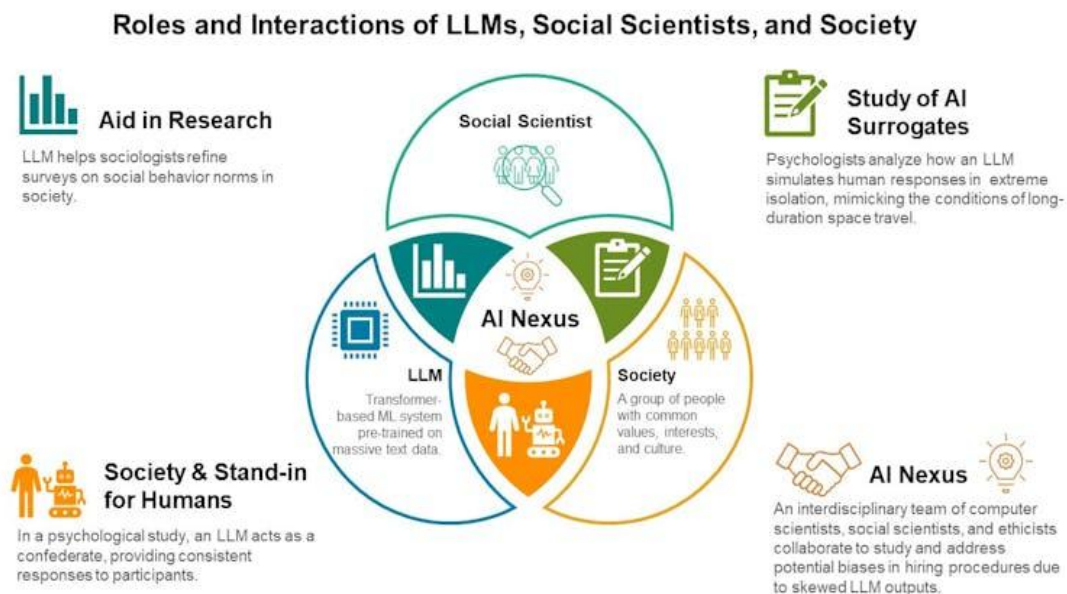 Roles and Interactions of LLMs, Social Scientists, and Society
Aid in Research
LLM helps sociologists refine
surveys on social behavior norms in
society.
Social Scientist
Study of AI
Surrogates
Psychologists analyze how an LLM
simulates human responses in extreme
isolation, mimicking the conditions of long-
duration space travel.
AI Nexus
LLM
Transformer-
based ML system
pre-trained on
massive text data.
Society
A group of people
with common
values, interests,
and culture.
Society & Stand-in
for Humans
In a psychological study, an LLM acts as a
confederate, providing consistent
responses to participants.
AI Nexus
An interdisciplinary team of computer
scientists, social scientists, and ethicists
collaborate to study and address
potential biases in hiring procedures due
to skewed LLM outputs.